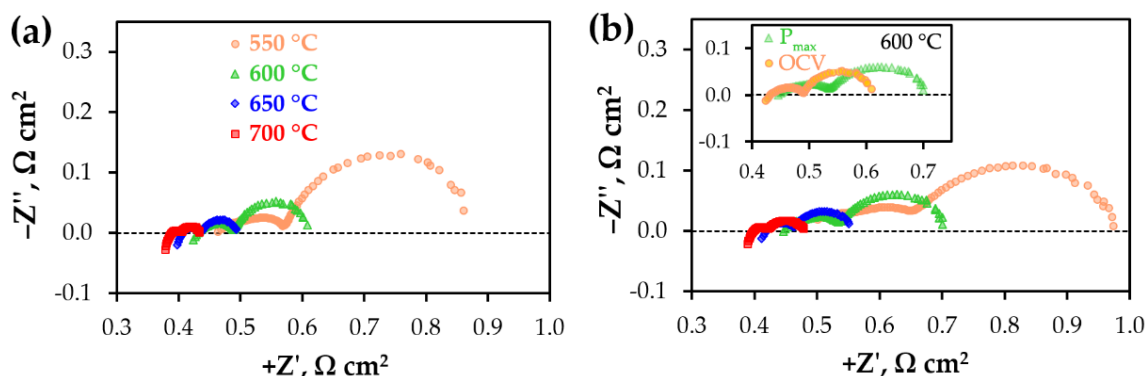 (a)
0.3
0.2
0.1
0.0
-0.1
−Z'', Ω cm²
550 °C
600 °C
650 °C
700 °C
0.3 0.4 0.5 0.6 0.7 0.8 0.9 1.0
+Z', Ω cm²
(b)
0.3
0.2
0.1
0.0
-0.1
−Z'', Ω cm²
0.1
0.0
-0.1
Pmax
OCV
600 °C
0.4 0.5 0.6 0.7
0.3 0.4 0.5 0.6 0.7 0.8 0.9 1.0
+Z', Ω cm²